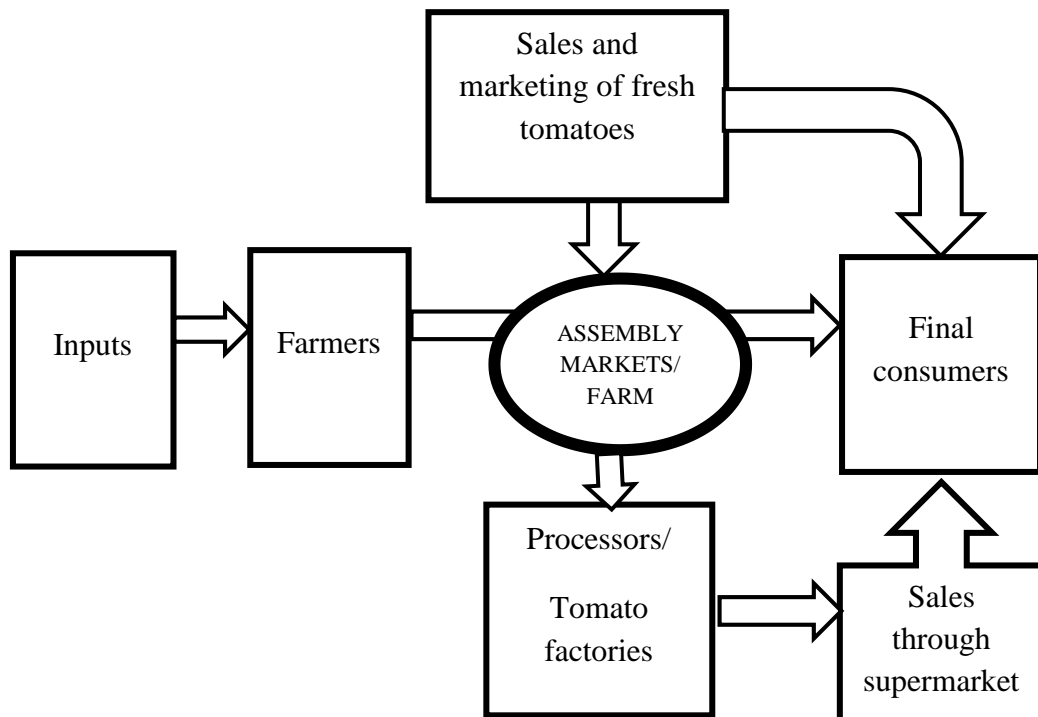 Sales and
marketing of fresh
tomatoes
Inputs
Farmers
ASSEMBLY
MARKETS/
FARM
Final
consumers
Processors/
Tomato
factories
Sales
through
supermarket